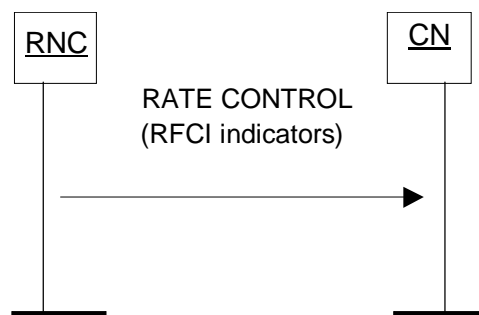 RNC
CN
RATE CONTROL
(RFCI indicators)